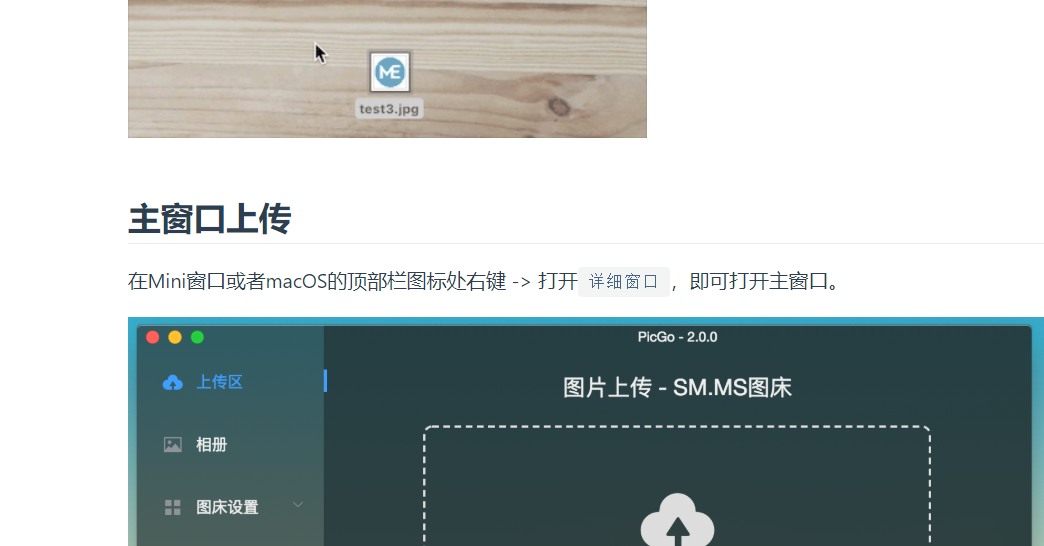 ME
test3.jpg
主窗口上传
在Mini窗口或者macOS的顶部栏图标处右键 -> 打开 详细窗口 ，即可打开主窗口。
PicGo - 2.0.0
上传区
图片上传 - SM.MS图床
相册
图床设置